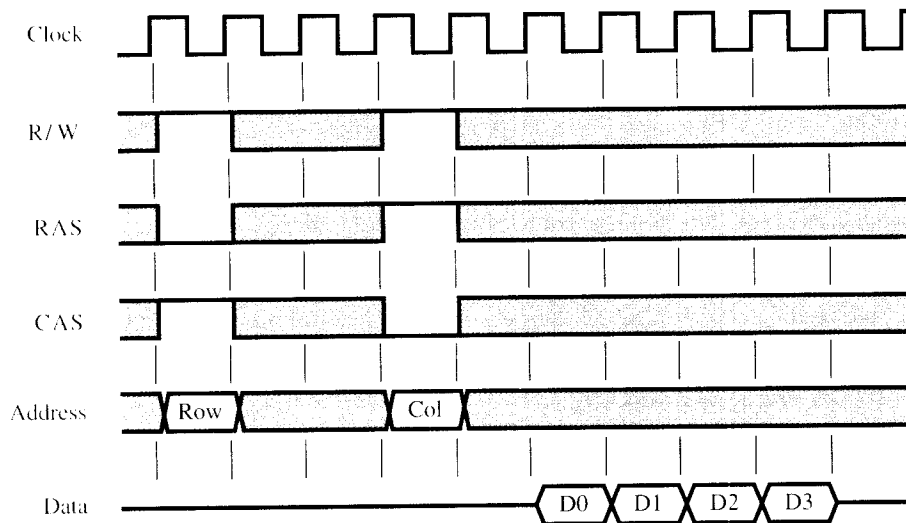 Clock
R/W
RAS
CAS
Address
Row
Col
Data
D0
D1
D2
D3